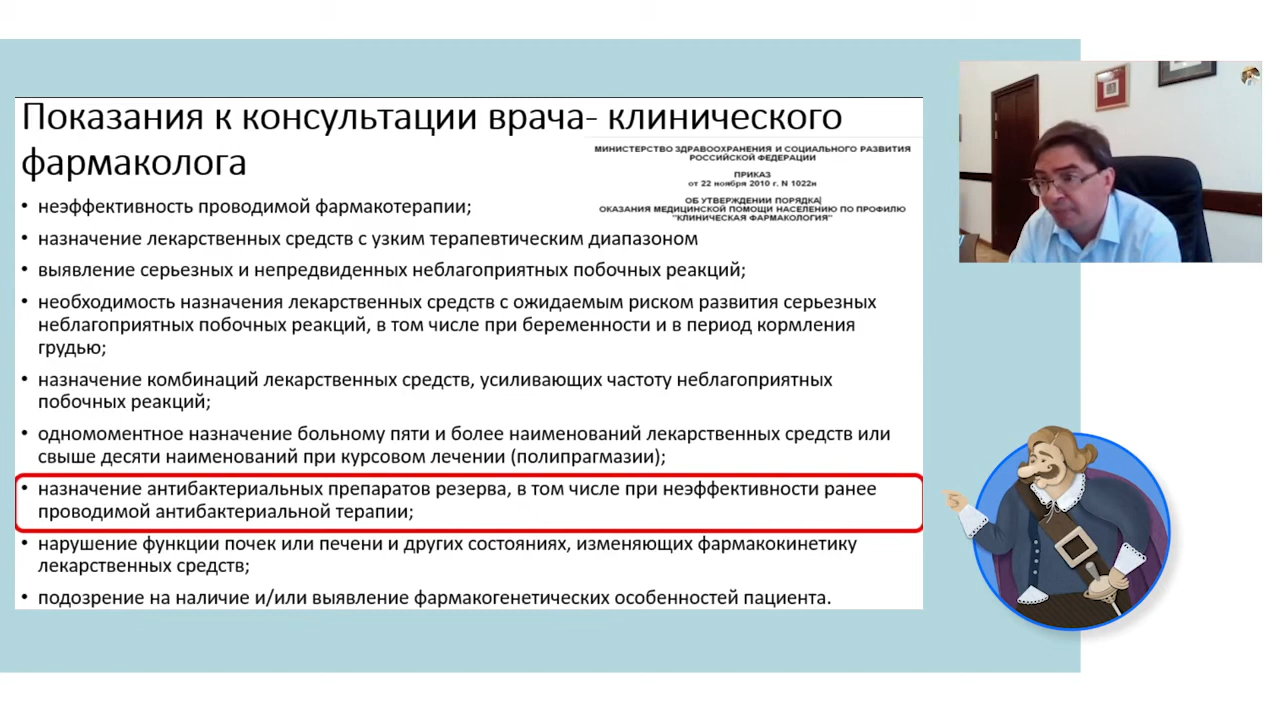 Показания к консультации врача- клинического
фармаколога
МИНИСТЕРСТВО ЗДРАВООХРАНЕНИЯ И СОЦИАЛЬНОГО РАЗВИТИЯ
РОССИЙСКОЙ ФЕДЕРАЦИИ
ПРИКАЗ
от 22 ноября 2010 г. N 1022н
ОБ УТВЕРЖДЕНИИ ПОРЯДКА
ОКАЗАНИЯ МЕДИЦИНСКОЙ ПОМОЩИ НАСЕЛЕНИЮ ПО ПРОФИЛЮ
"КЛИНИЧЕСКАЯ ФАРМАКОЛОГИЯ"
• неэффективность проводимой фармакотерапии;
• назначение лекарственных средств с узким терапевтическим диапазоном
• выявление серьезных и непредвиденных неблагоприятных побочных реакций;
• необходимость назначения лекарственных средств с ожидаемым риском развития серьезных
неблагоприятных побочных реакций, в том числе при беременности и в период кормления
грудью;
• назначение комбинаций лекарственных средств, усиливающих частоту неблагоприятных
побочных реакций;
• одномоментное назначение больному пяти и более наименований лекарственных средств или
свыше десяти наименований при курсовом лечении (полипрагмазии);
• назначение антибактериальных препаратов резерва, в том числе при неэффективности ранее
проводимой антибактериальной терапии;
• нарушение функции почек или печени и других состояниях, изменяющих фармакокинетику
лекарственных средств;
• подозрение на наличие и/или выявление фармакогенетических особенностей пациента.